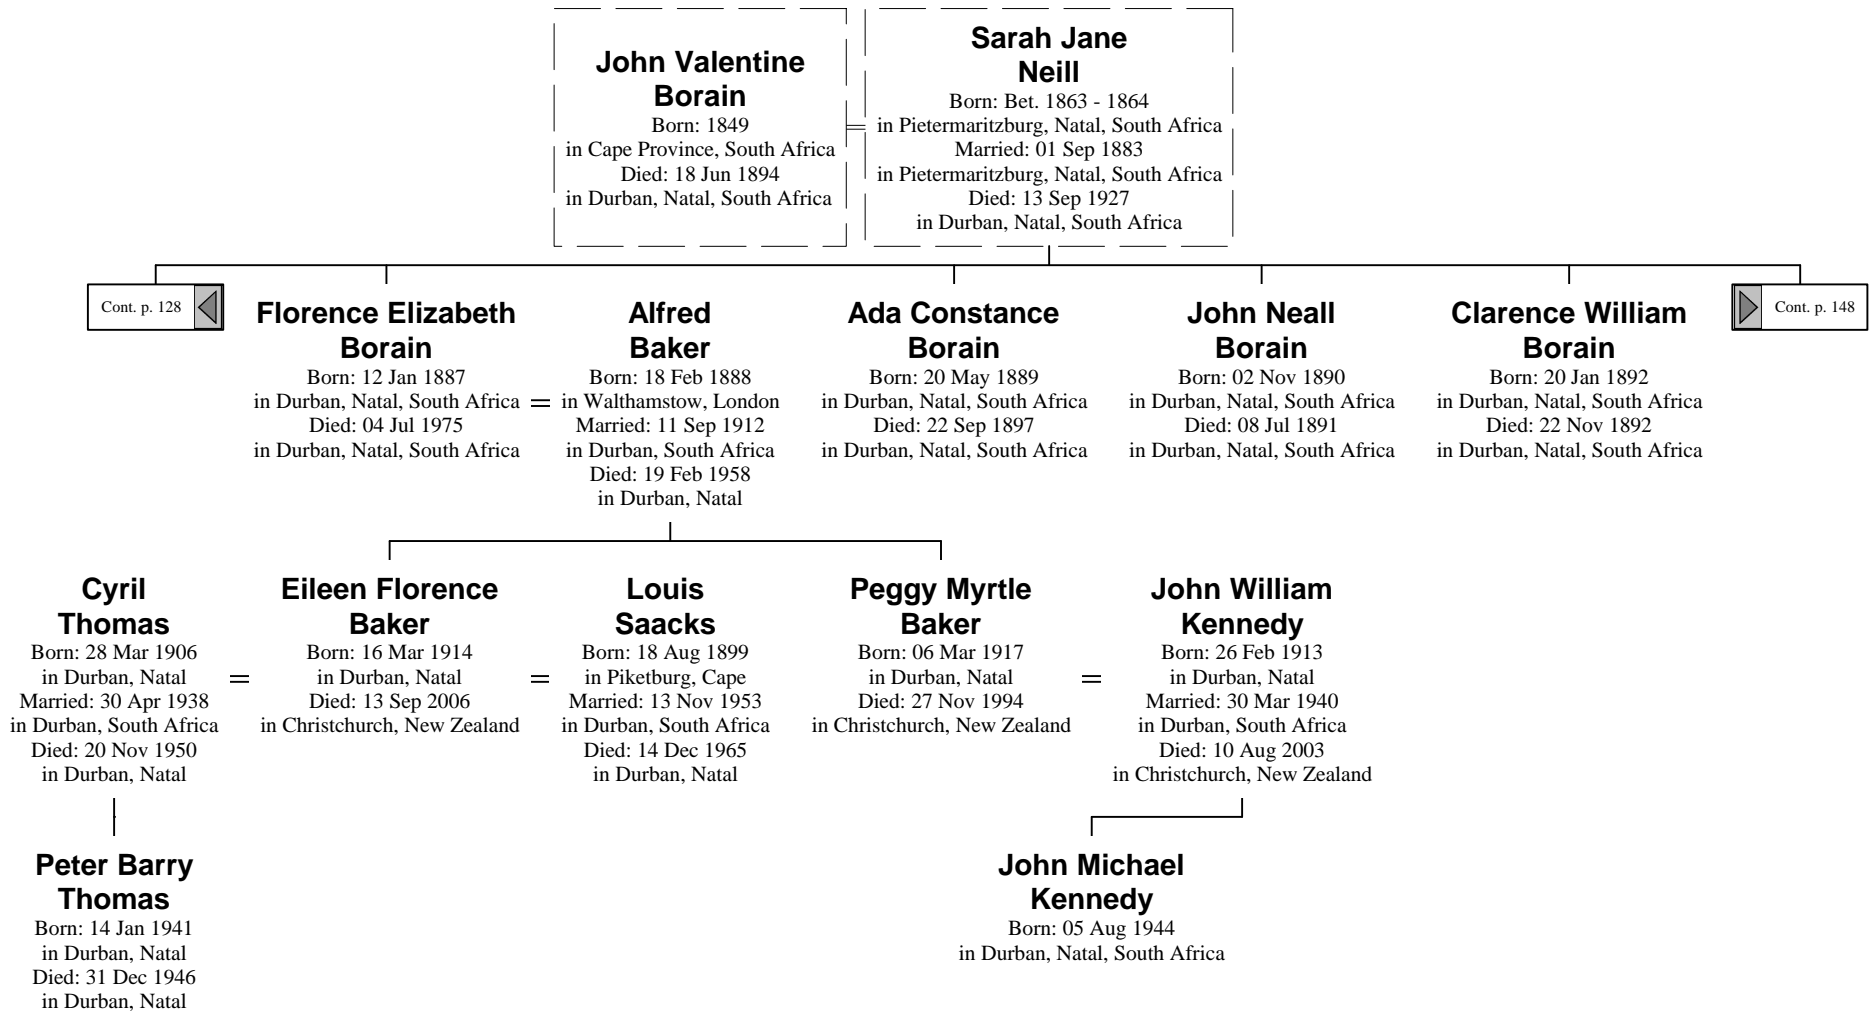 John Valentine
Borain
Born: 1849
in Cape Province, South Africa
Died: 18 Jun 1894
in Durban, Natal, South Africa
Sarah Jane
Neill
Born: Bet. 1863 - 1864
in Pietermaritzburg, Natal, South Africa
Married: 01 Sep 1883
in Pietermaritzburg, Natal, South Africa
Died: 13 Sep 1927
in Durban, Natal, South Africa
Cont. p. 128
Florence Elizabeth
Borain
Born: 12 Jan 1887
in Durban, Natal, South Africa
Died: 04 Jul 1975
in Durban, Natal, South Africa
=
Alfred
Baker
Born: 18 Feb 1888
in Walthamstow, London
Married: 11 Sep 1912
in Durban, South Africa
Died: 19 Feb 1958
in Durban, Natal
Ada Constance
Borain
Born: 20 May 1889
in Durban, Natal, South Africa
Died: 22 Sep 1897
in Durban, Natal, South Africa
John Neall
Borain
Born: 02 Nov 1890
in Durban, Natal, South Africa
Died: 08 Jul 1891
in Durban, Natal, South Africa
Clarence William
Borain
Born: 20 Jan 1892
in Durban, Natal, South Africa
Died: 22 Nov 1892
in Durban, Natal, South Africa
Cont. p. 148
Cyril
Thomas
Born: 28 Mar 1906
in Durban, Natal
Married: 30 Apr 1938
in Durban, South Africa
Died: 20 Nov 1950
in Durban, Natal
=
Eileen Florence
Baker
Born: 16 Mar 1914
in Durban, Natal
Died: 13 Sep 2006
in Christchurch, New Zealand
=
Louis
Saacks
Born: 18 Aug 1899
in Piketburg, Cape
Married: 13 Nov 1953
in Durban, South Africa
Died: 14 Dec 1965
in Durban, Natal
Peggy Myrtle
Baker
Born: 06 Mar 1917
in Durban, Natal
Died: 27 Nov 1994
in Christchurch, New Zealand
=
John William
Kennedy
Born: 26 Feb 1913
in Durban, Natal
Married: 30 Mar 1940
in Durban, South Africa
Died: 10 Aug 2003
in Christchurch, New Zealand
Peter Barry
Thomas
Born: 14 Jan 1941
in Durban, Natal
Died: 31 Dec 1946
in Durban, Natal
John Michael
Kennedy
Born: 05 Aug 1944
in Durban, Natal, South Africa